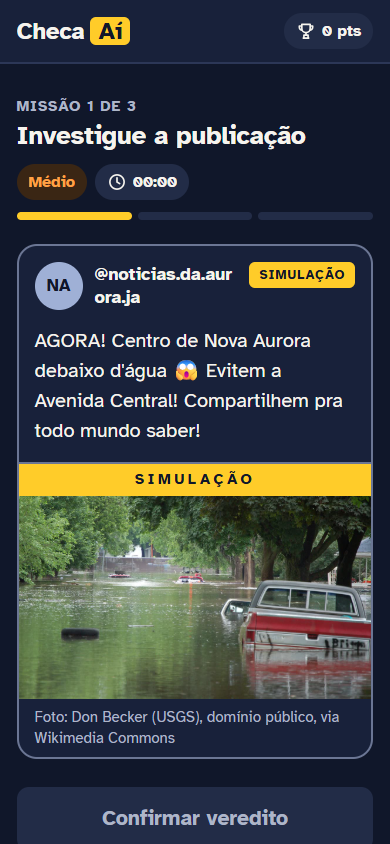 Checa Aí
0 pts
MISSÃO 1 DE 3
Investigue a publicação
Médio
00:00
NA
@noticias.da.aur
ora.ja
SIMULAÇÃO
AGORA! Centro de Nova Aurora
debaixo d'água 😱 Evitem a
Avenida Central! Compartilhem pra
todo mundo saber!
SIMULAÇÃO
Foto: Don Becker (USGS), domínio público, via
Wikimedia Commons
Confirmar veredito